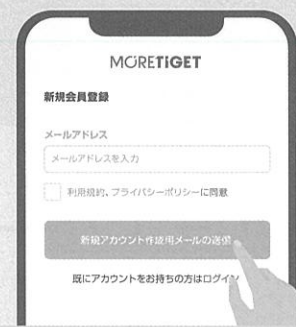 MORETiGET
新規会員登録
メールアドレス
メールアドレスを入力
利用規約、プライバシーポリシーに同意
新規アカウント作成用メールの送信
既にアカウントをお持ちの方はログイン